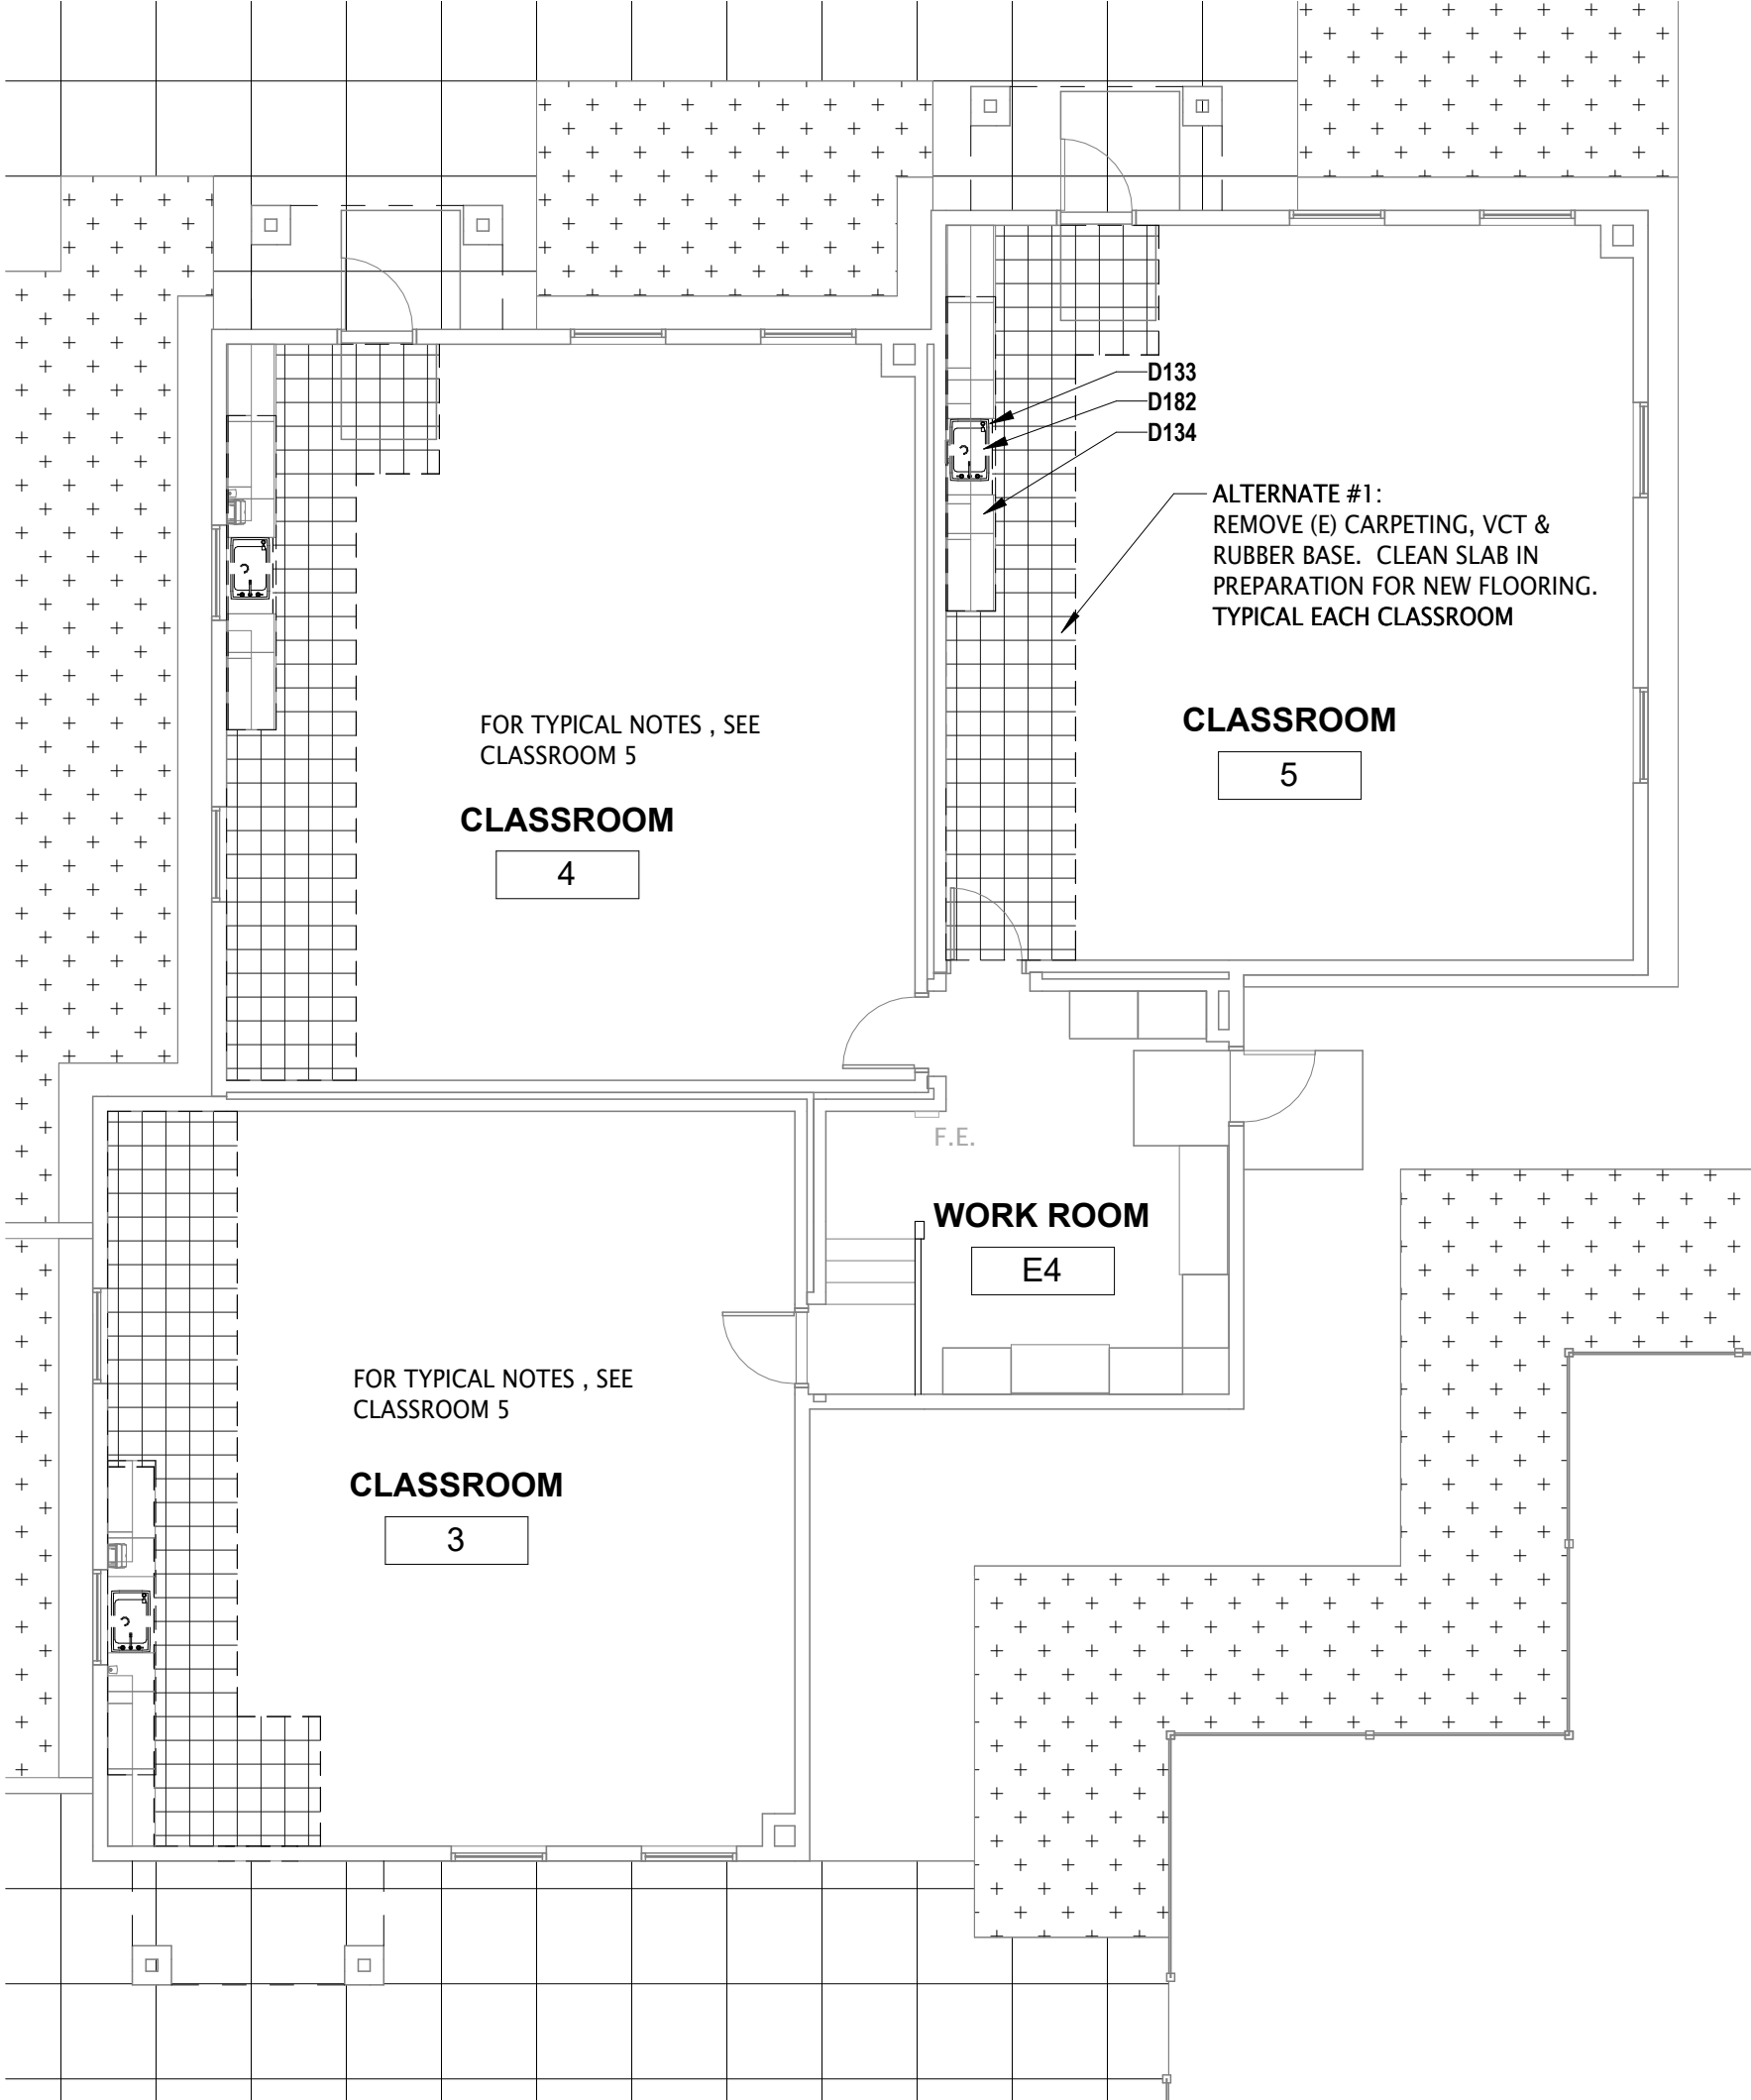 D133
D182
D134
ALTERNATE #1:
REMOVE (E) CARPETING, VCT &
RUBBER BASE.  CLEAN SLAB IN
PREPARATION FOR NEW FLOORING.
TYPICAL EACH CLASSROOM
CLASSROOM
5
FOR TYPICAL NOTES , SEE
CLASSROOM 5
CLASSROOM
4
F.E.
WORK ROOM
E4
FOR TYPICAL NOTES , SEE
CLASSROOM 5
CLASSROOM
3